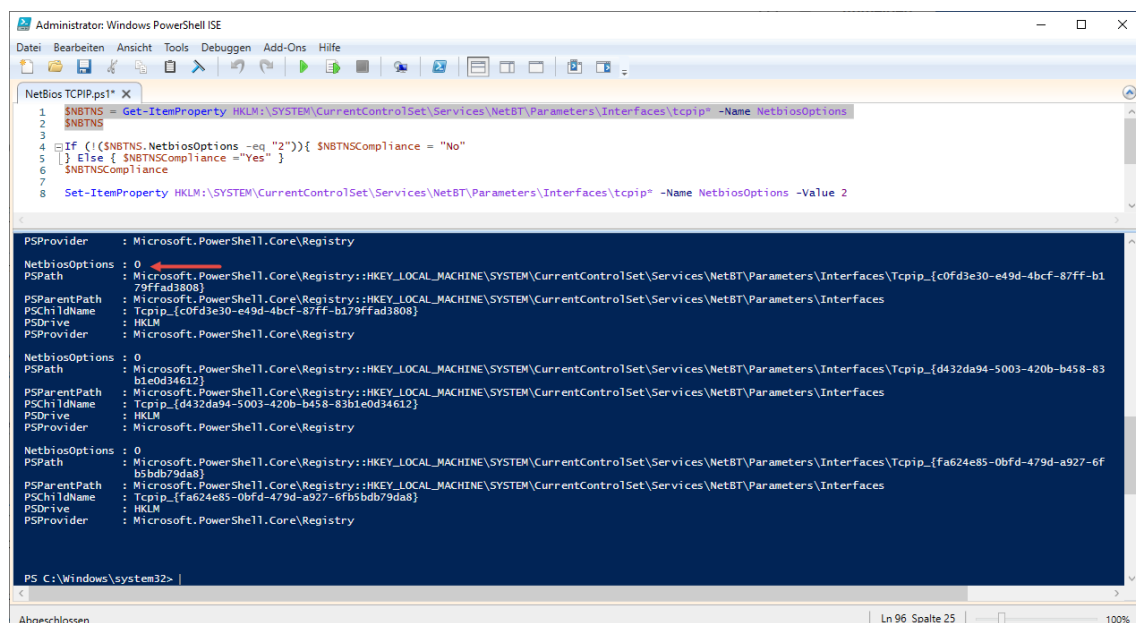 Administrator: Windows PowerShell ISE
Datei Bearbeiten Ansicht Tools Debuggen Add-Ons Hilfe
NetBios TCPIP.ps1* X
1 $NBTNS = Get-ItemProperty HKLM:\SYSTEM\CurrentControlSet\Services\NetBT\Parameters\Interfaces\tcpip* -Name NetbiosOptions
2 $NBTNS
3
4 If (!($NBTNS.NetbiosOptions -eq "2")){ $NBTNSCompliance = "No"
5 } Else { $NBTNSCompliance ="Yes" }
6 $NBTNSCompliance
7
8 Set-ItemProperty HKLM:\SYSTEM\CurrentControlSet\Services\NetBT\Parameters\Interfaces\tcpip* -Name NetbiosOptions -Value 2
PSProvider : Microsoft.PowerShell.Core\Registry
NetbiosOptions : 0
PSPath : Microsoft.PowerShell.Core\Registry::HKEY_LOCAL_MACHINE\SYSTEM\CurrentControlSet\Services\NetBT\Parameters\Interfaces\Tcpip_{c0fd3e30-e49d-4bcf-87ff-b1
79ffad3808}
PSParentPath : Microsoft.PowerShell.Core\Registry::HKEY_LOCAL_MACHINE\SYSTEM\CurrentControlSet\Services\NetBT\Parameters\Interfaces
PSChildName : Tcpip_{c0fd3e30-e49d-4bcf-87ff-b179ffad3808}
PSDrive : HKLM
PSProvider : Microsoft.PowerShell.Core\Registry
NetbiosOptions : 0
PSPath : Microsoft.PowerShell.Core\Registry::HKEY_LOCAL_MACHINE\SYSTEM\CurrentControlSet\Services\NetBT\Parameters\Interfaces\Tcpip_{d432da94-5003-420b-b458-83
b1e0d34612}
PSParentPath : Microsoft.PowerShell.Core\Registry::HKEY_LOCAL_MACHINE\SYSTEM\CurrentControlSet\Services\NetBT\Parameters\Interfaces
PSChildName : Tcpip_{d432da94-5003-420b-b458-83b1e0d34612}
PSDrive : HKLM
PSProvider : Microsoft.PowerShell.Core\Registry
NetbiosOptions : 0
PSPath : Microsoft.PowerShell.Core\Registry::HKEY_LOCAL_MACHINE\SYSTEM\CurrentControlSet\Services\NetBT\Parameters\Interfaces\Tcpip_{fa624e85-0bfd-479d-a927-6f
b5bdb79da8}
PSParentPath : Microsoft.PowerShell.Core\Registry::HKEY_LOCAL_MACHINE\SYSTEM\CurrentControlSet\Services\NetBT\Parameters\Interfaces
PSChildName : Tcpip_{fa624e85-0bfd-479d-a927-6fb5bdb79da8}
PSDrive : HKLM
PSProvider : Microsoft.PowerShell.Core\Registry
PS C:\Windows\system32>
Abgeschlossen Ln 96 Spalte 25 100%